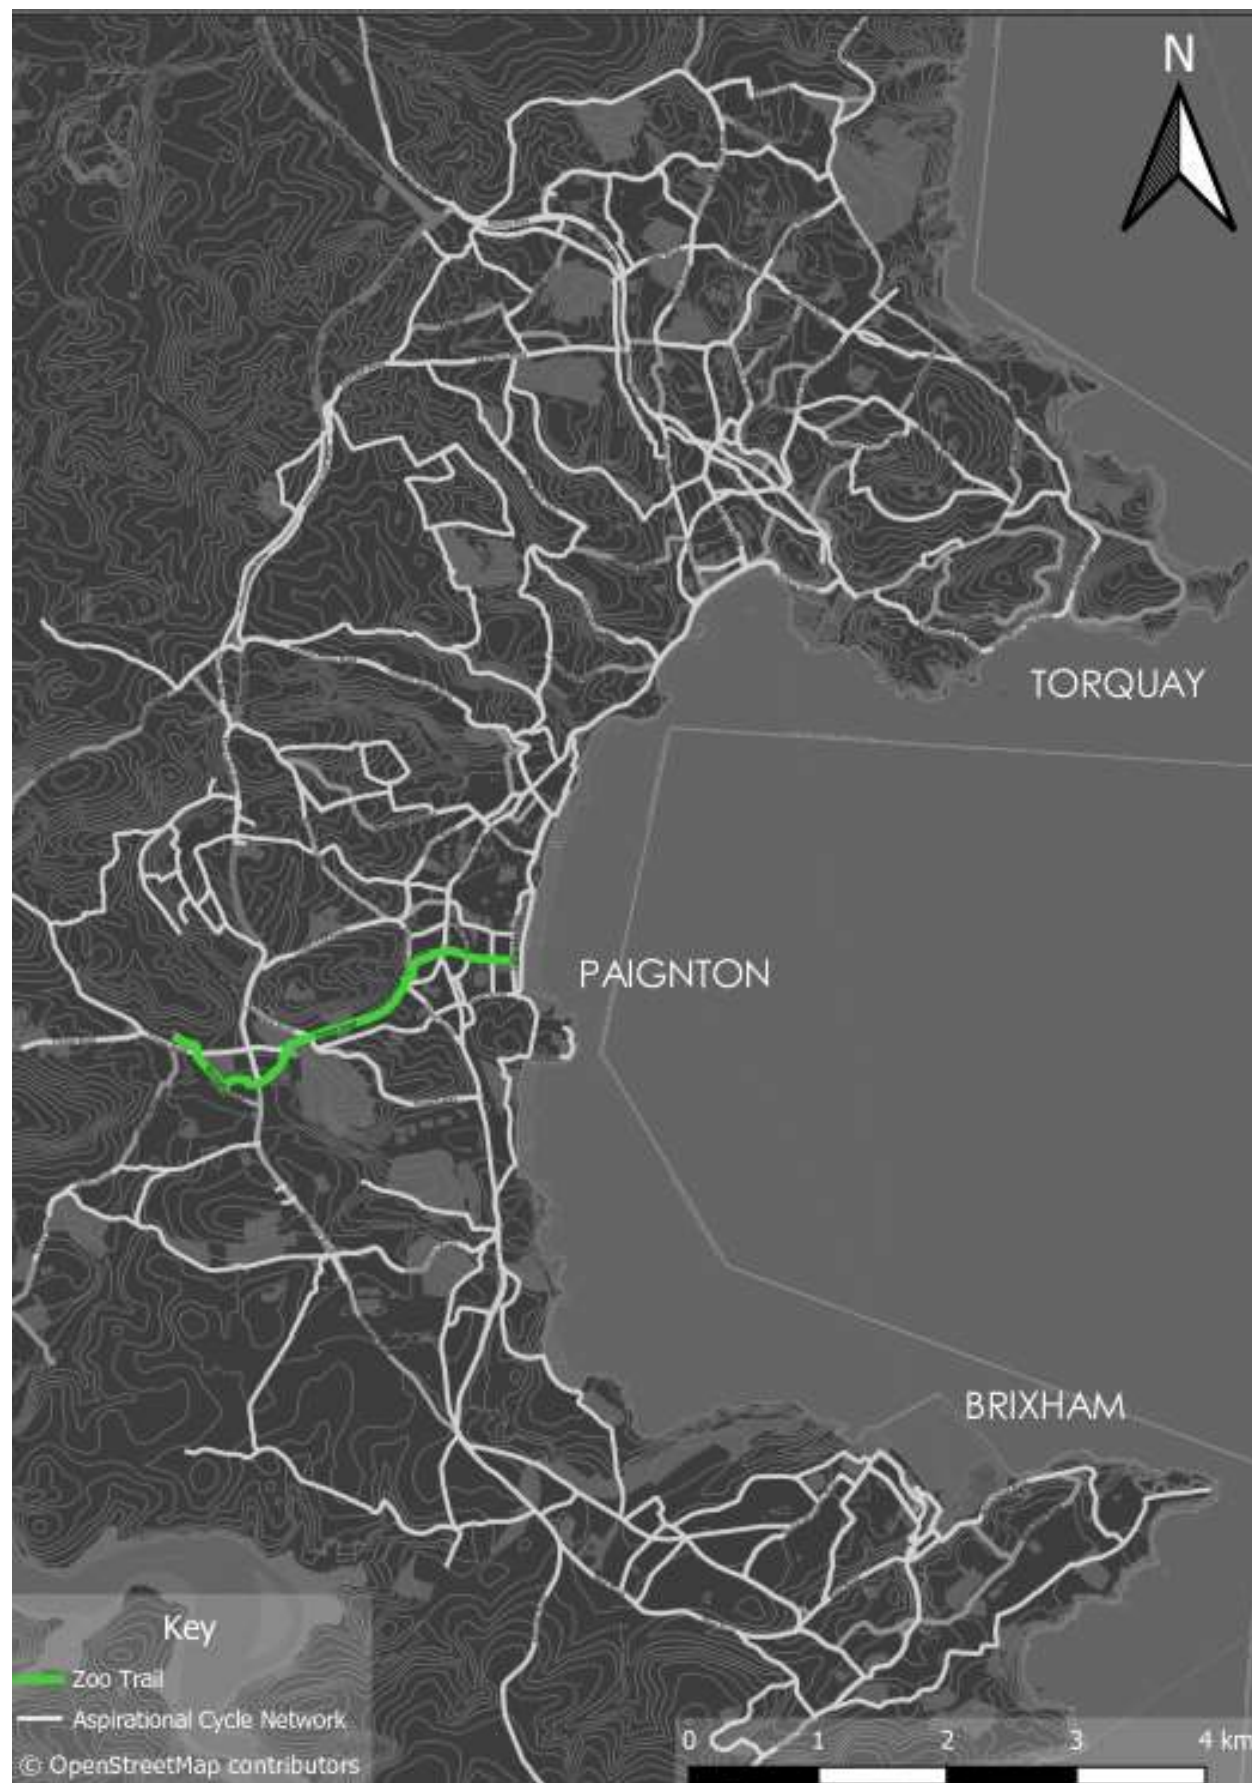 N
TORQUAY
PAIGNTON
BRIXHAM
Key
Zoo Trail
Aspirational Cycle Network
© OpenStreetMap contributors
0 1 2 3 4 km